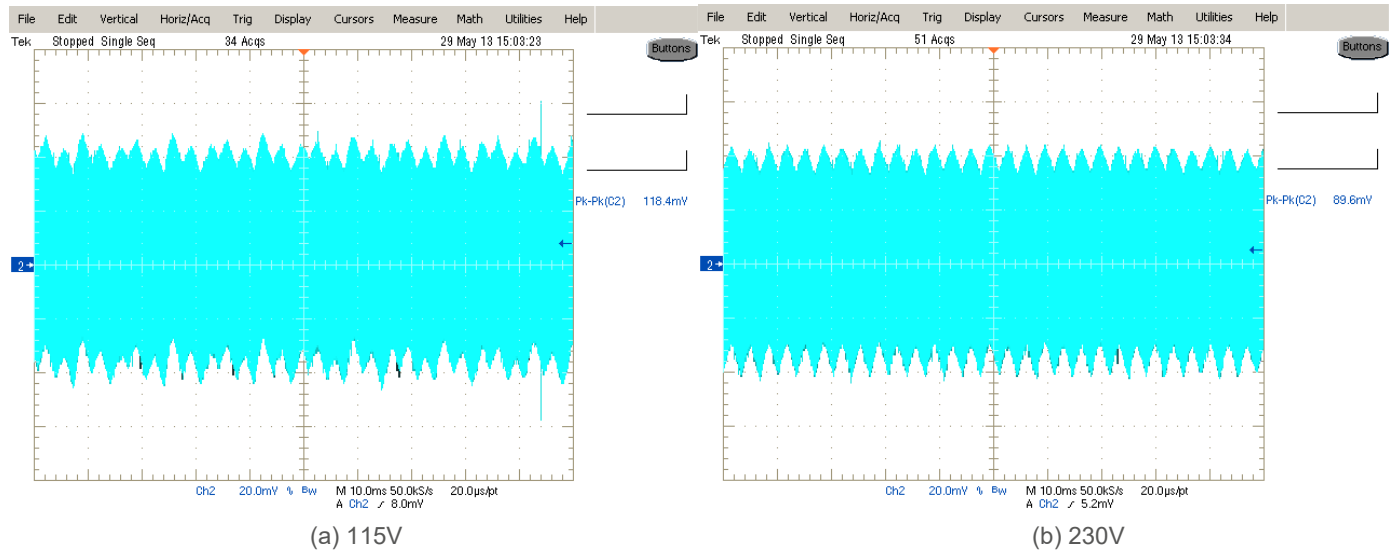 File Edit Vertical Horiz/Acq Trig Display Cursors Measure Math Utilities Help
Tek Stopped Single Seq 34 Acqs 29 May 13 15:03:23
Buttons
Pk-Pk(C2) 118.4mV
2
Ch2 20.0mV % Bw M 10.0ms 50.0kS/s 20.0µs/pt
A Ch2 / 8.0mV
(a) 115V
File Edit Vertical Horiz/Acq Trig Display Cursors Measure Math Utilities Help
Tek Stopped Single Seq 51 Acqs 29 May 13 15:03:34
Buttons
Pk-Pk(C2) 89.6mV
2
Ch2 20.0mV % Bw M 10.0ms 50.0kS/s 20.0µs/pt
A Ch2 / 5.2mV
(b) 230V